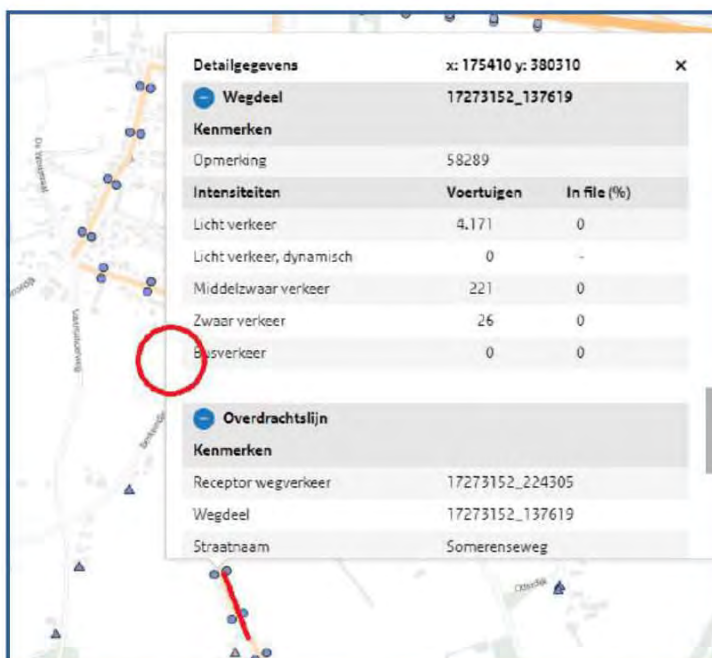 Detailgegevens x: 175410 y: 380310 ×
Wegdeel 17273152_137619
Kenmerken
Opmerking 58289
Intensiteiten Voertuigen In file (%)
Licht verkeer 4.171 0
Licht verkeer, dynamisch 0 -
Middelzwaar verkeer 221 0
Zwaar verkeer 26 0
Busverkeer 0 0
Overdrachtslijn
Kenmerken
Receptor wegverkeer 17273152_224305
Wegdeel 17273152_137619
Straatnaam Somerenseweg